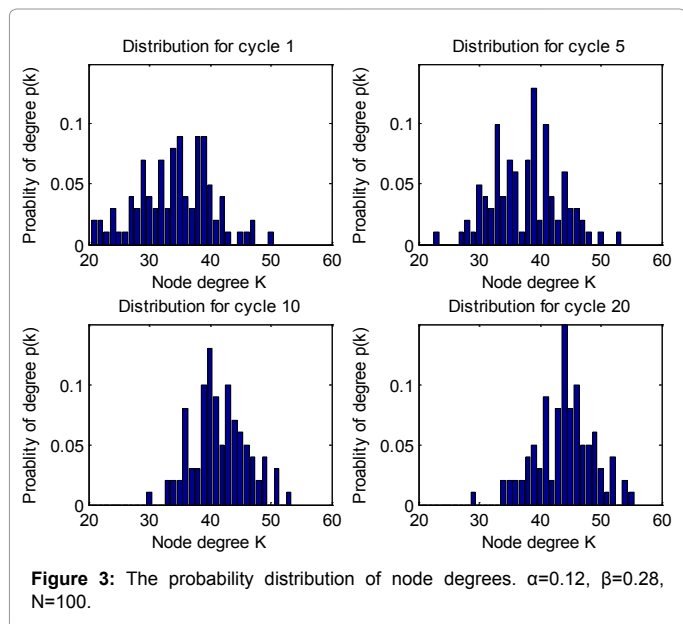 Distribution for cycle 1
Proablity of degree p(k)
0.1
0.05
0
20 30 40 50 60
Node degree K
Distribution for cycle 5
Proablity of degree p(k)
0.1
0.05
0
20 30 40 50 60
Node degree K
Distribution for cycle 10
Proablity of degree p(k)
0.1
0.05
0
20 30 40 50 60
Node degree K
Distribution for cycle 20
Proablity of degree p(k)
0.1
0.05
0
20 30 40 50 60
Node degree K
Figure 3: The probability distribution of node degrees. α=0.12, β=0.28,
N=100.